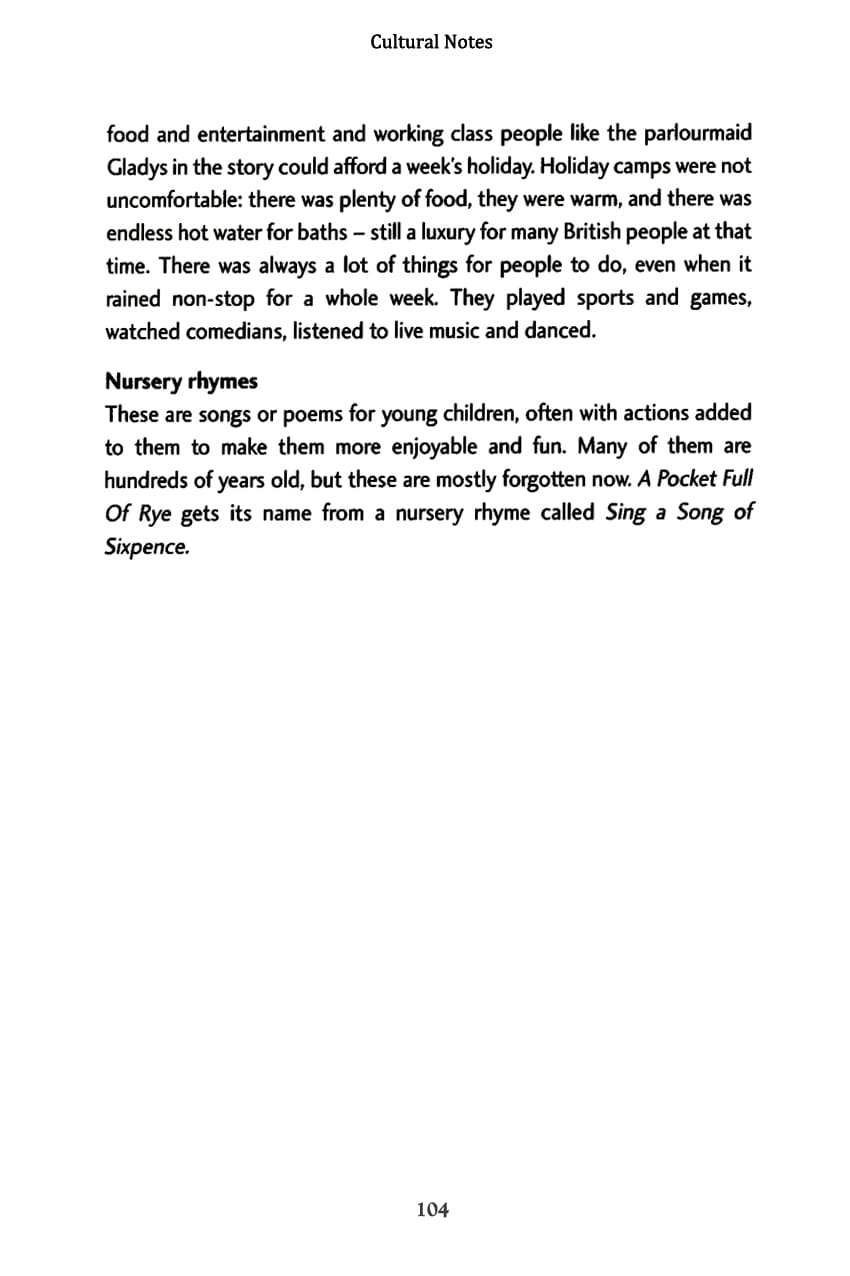 Cultural Notes
food and entertainment and working class people like the parlourmaid
Gladys in the story could afford a week's holiday. Holiday camps were not
uncomfortable: there was plenty of food, they were warm, and there was
endless hot water for baths – still a luxury for many British people at that
time. There was always a lot of things for people to do, even when it
rained non-stop for a whole week. They played sports and games,
watched comedians, listened to live music and danced.
Nursery rhymes
These are songs or poems for young children, often with actions added
to them to make them more enjoyable and fun. Many of them are
hundreds of years old, but these are mostly forgotten now. A Pocket Full
Of Rye gets its name from a nursery rhyme called Sing a Song of
Sixpence.
104